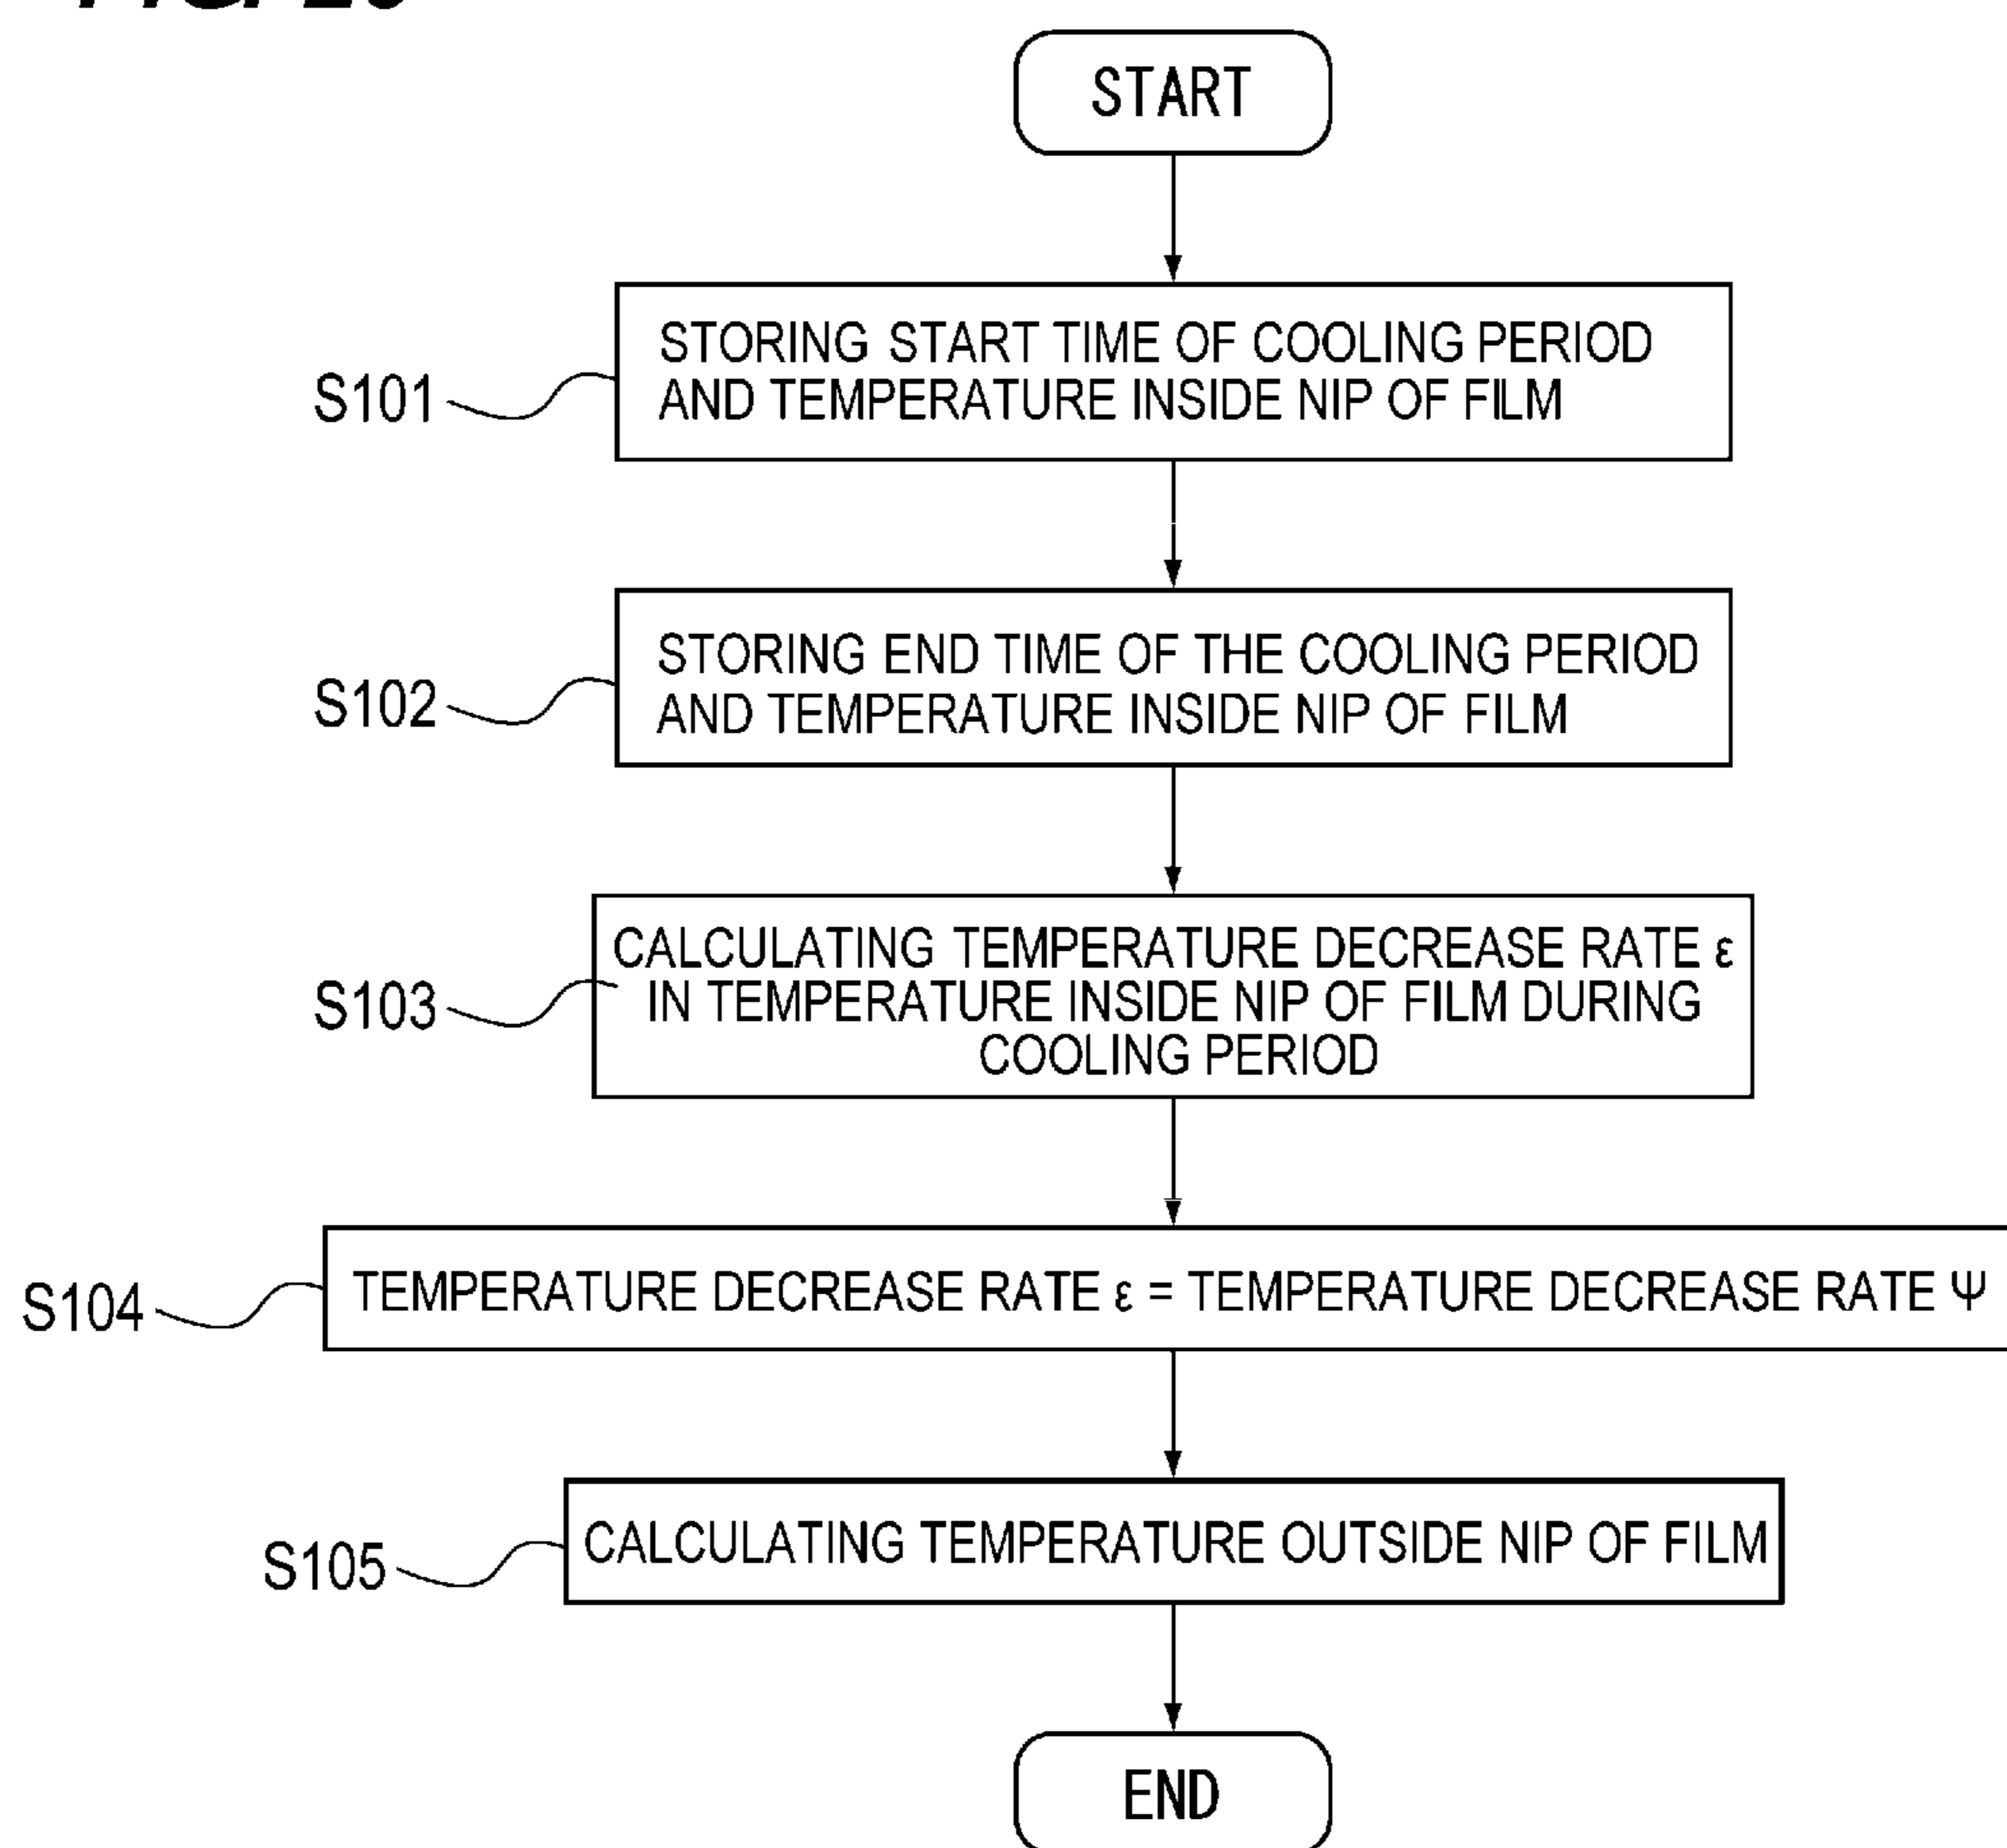 START
STORING START TIME OF COOLING PERIOD
AND TEMPERATURE INSIDE NIP OF FILM
S101
STORING END TIME OF THE COOLING PERIOD
AND TEMPERATURE INSIDE NIP OF FILM
S102
CALCULATING TEMPERATURE DECREASE RATE ε
IN TEMPERATURE INSIDE NIP OF FILM DURING
COOLING PERIOD
S103
TEMPERATURE DECREASE RATE ε = TEMPERATURE DECREASE RATE Ψ
S104
CALCULATING TEMPERATURE OUTSIDE NIP OF FILM
S105
END